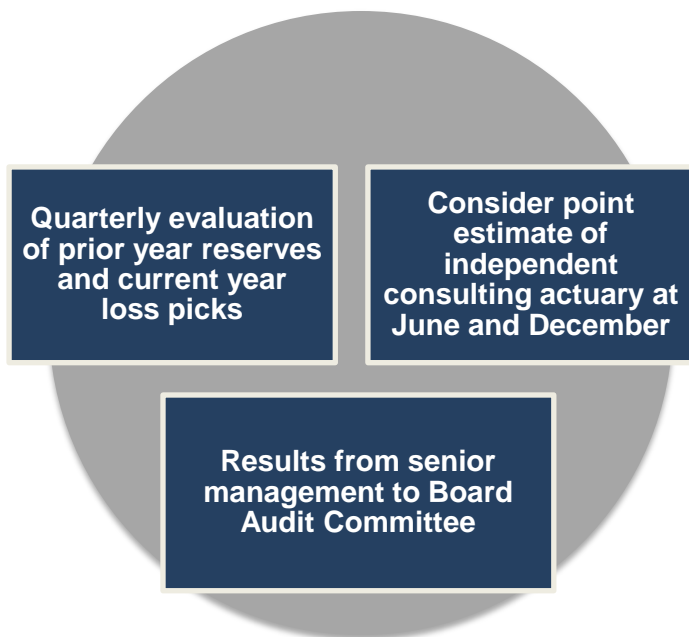 Quarterly evaluation
of prior year reserves
and current year
loss picks
Consider point
estimate of
independent
consulting actuary at
June and December
Results from senior
management to Board
Audit Committee